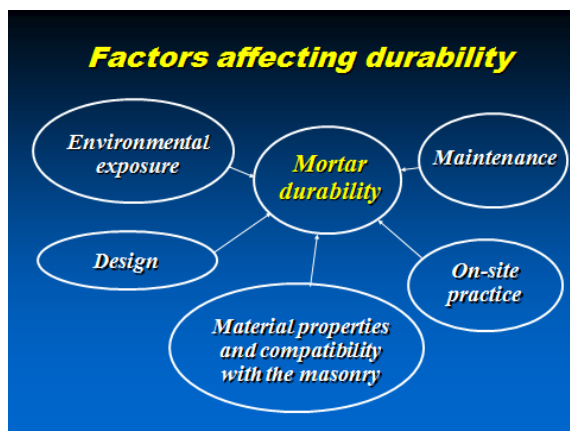 Factors affecting durability
Environmental
exposure
Mortar
durability
Maintenance
Design
On-site
practice
Material properties
and compatibility
with the masonry